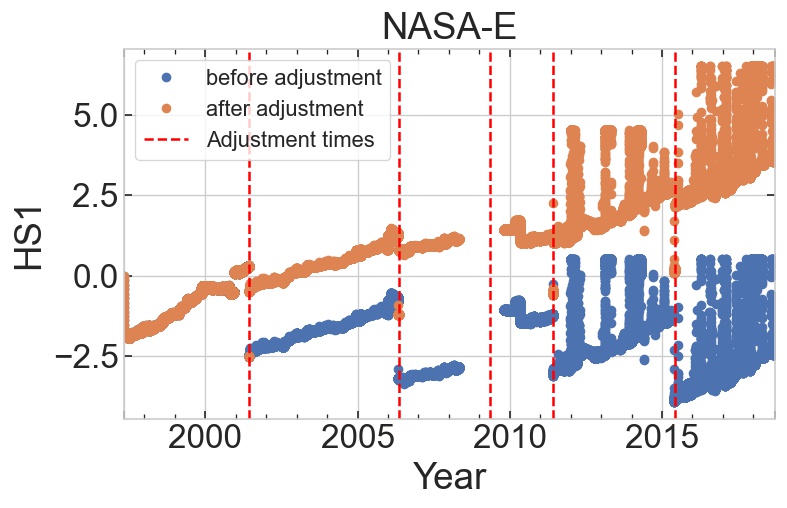 NASA-E
before adjustment
after adjustment
Adjustment times
HS1
5.0
2.5
0.0
−2.5
2000 2005 2010 2015
Year